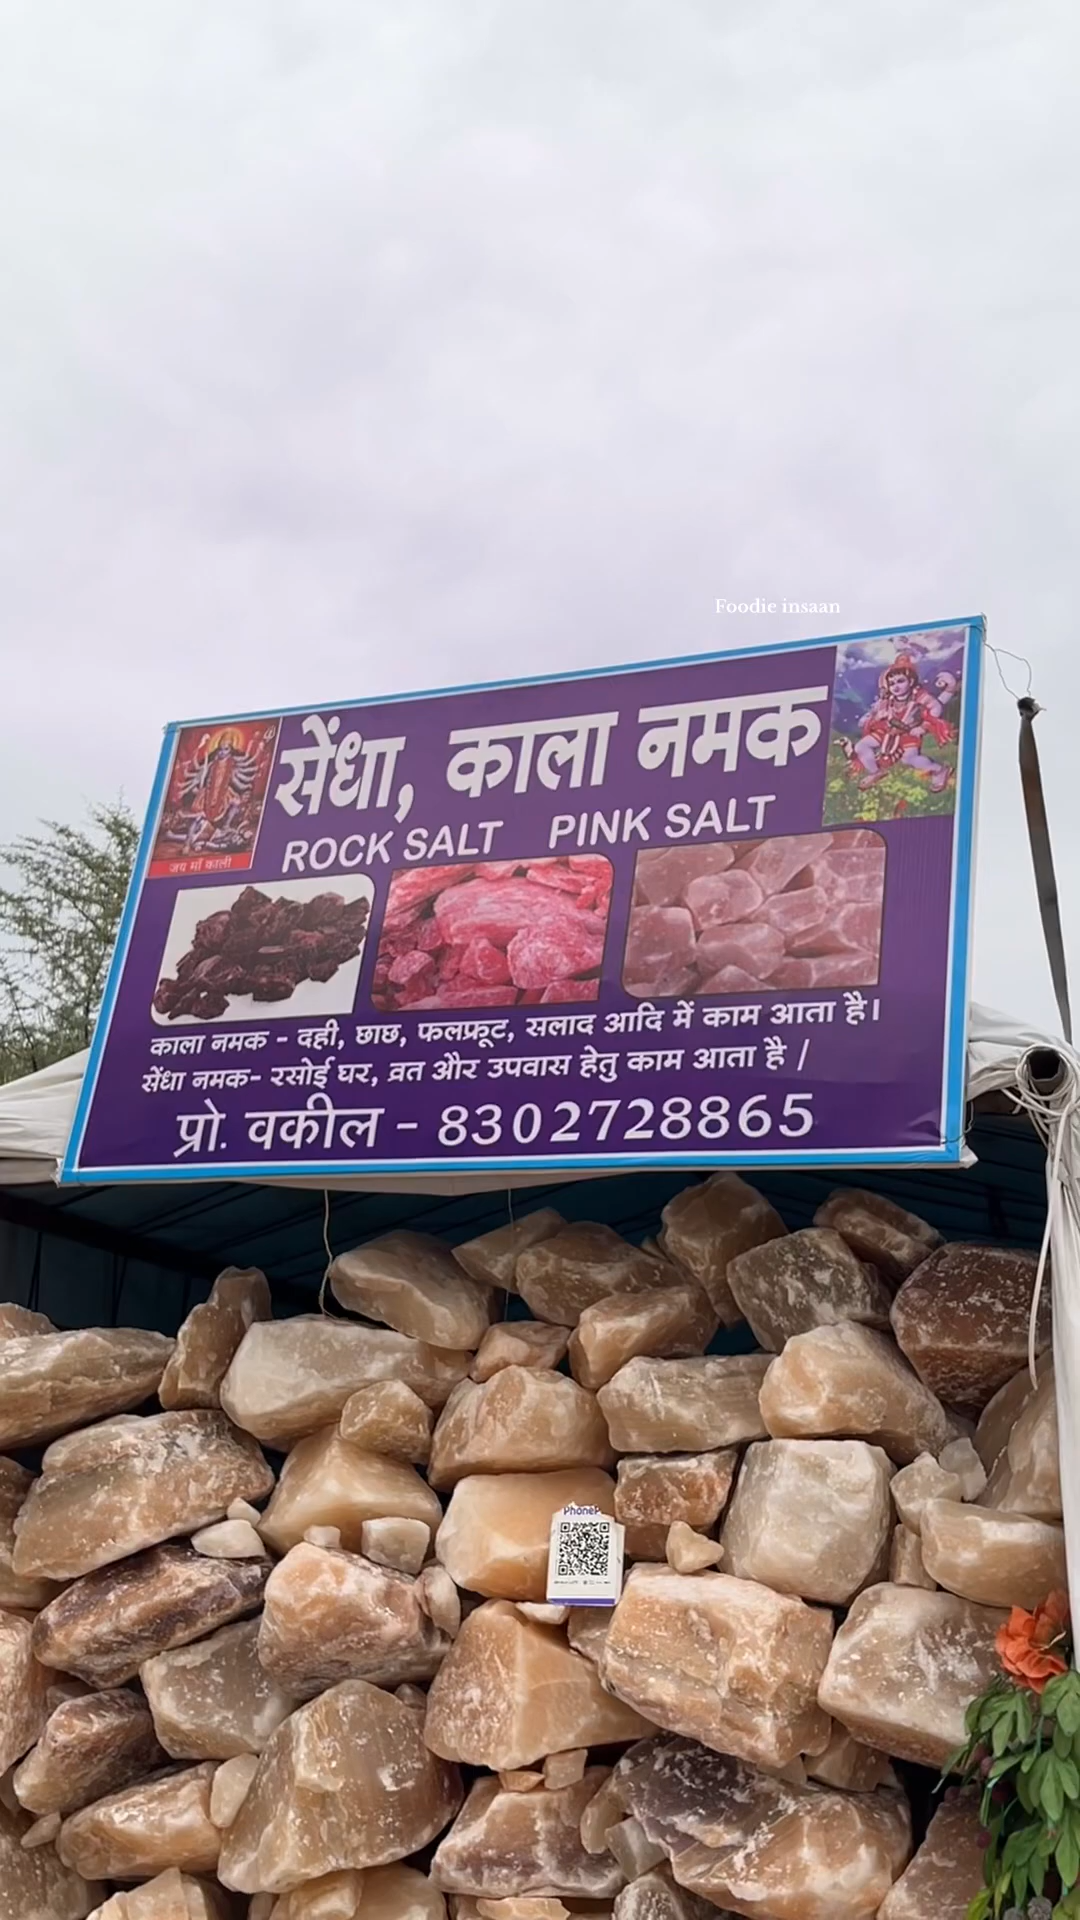 Foodie insaan
सेंधा, काला नमक
ROCK SALT PINK SALT
जय माँ काली
काला नमक - दही, छाछ, फलफ्रूट, सलाद आदि में काम आता है।
सेंधा नमक- रसोई घर, व्रत और उपवास हेतु काम आता है /
प्रो. वकील - 8302728865
PhoneP